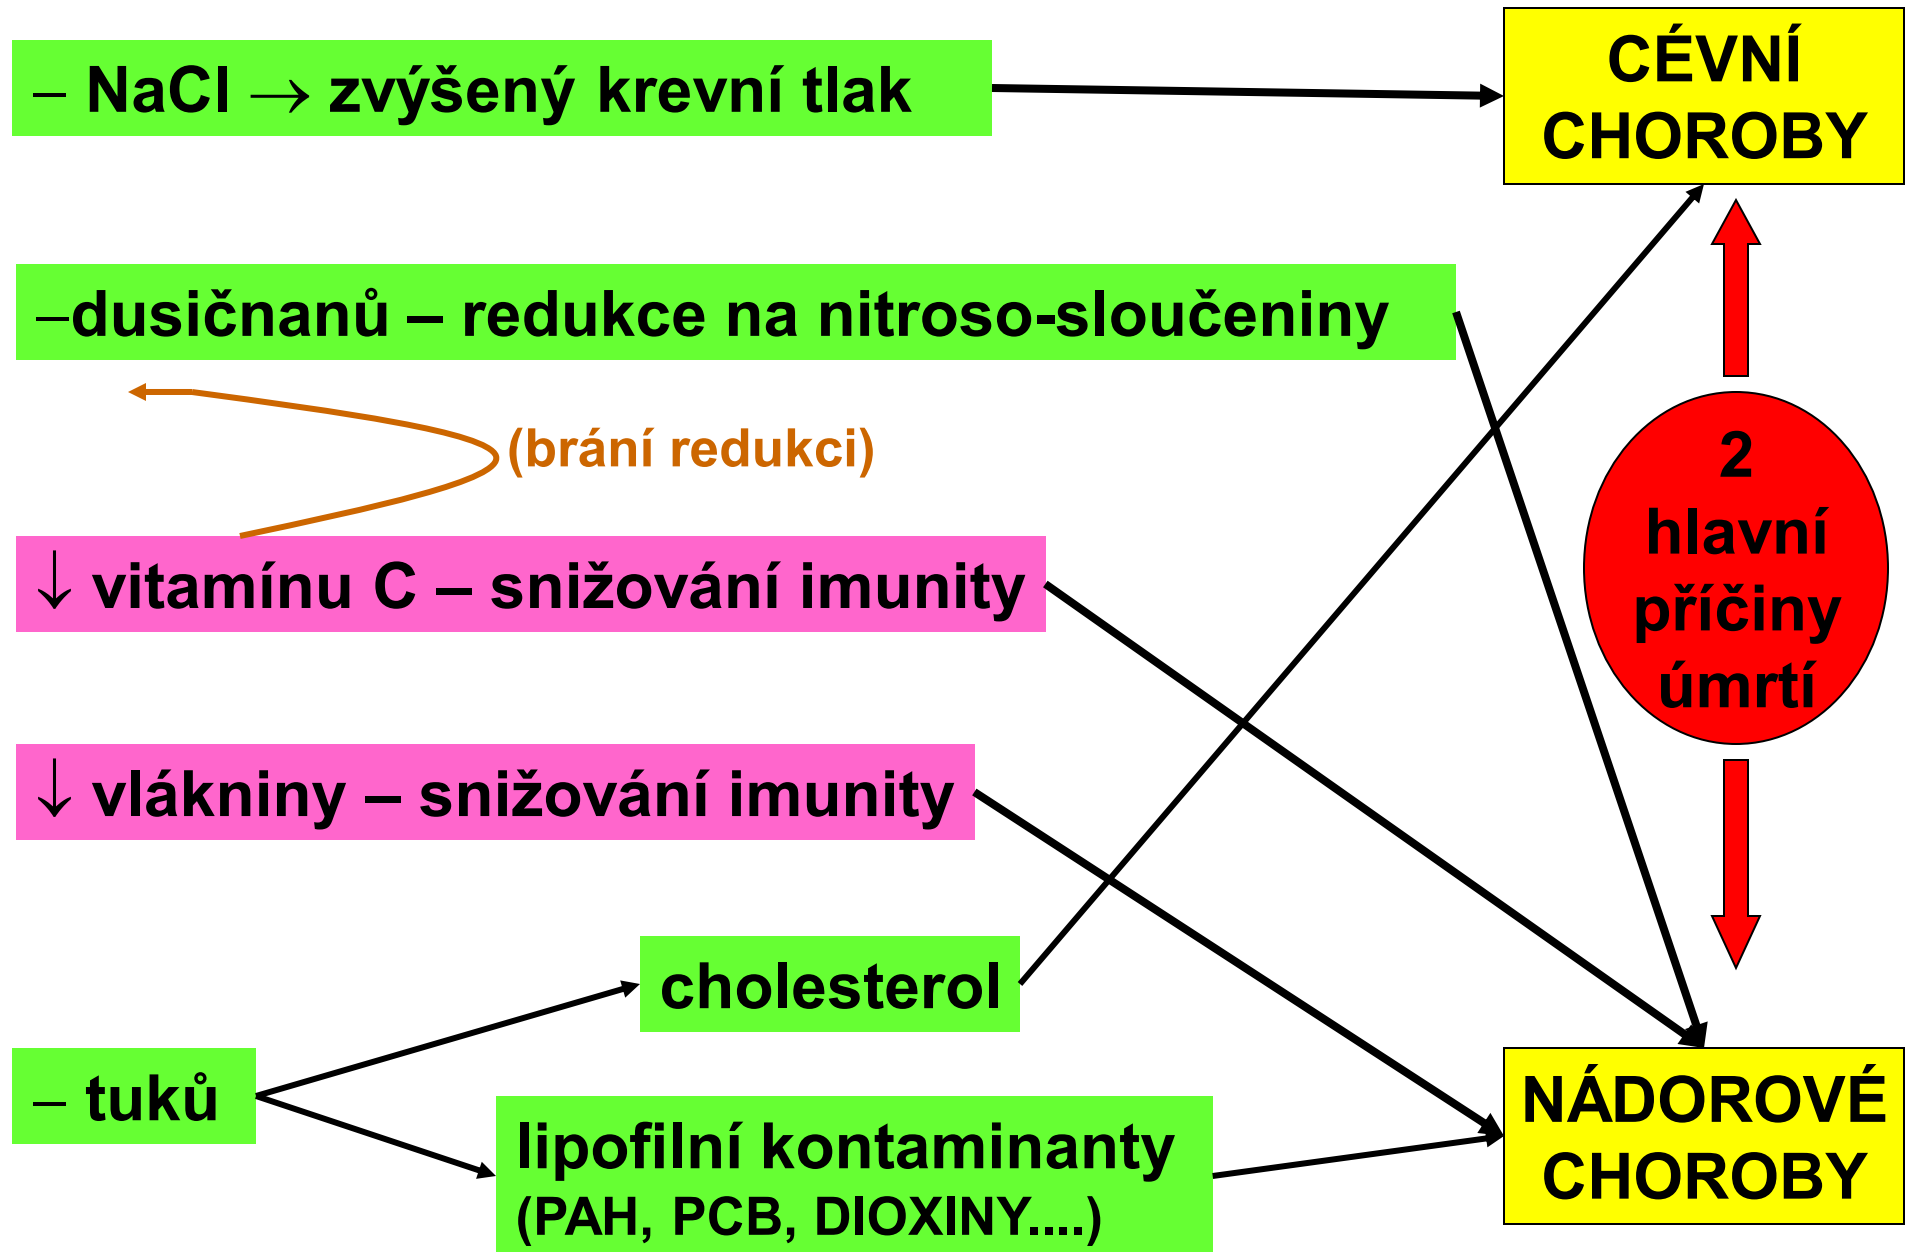 – NaCl → zvýšený krevní tlak
CÉVNÍ
CHOROBY
–dusičnanů – redukce na nitroso-sloučeniny
(brání redukci)
2
hlavní
příčiny
úmrtí
↓ vitamínu C – snižování imunity
↓ vlákniny – snižování imunity
cholesterol
– tuků
lipofilní kontaminanty
(PAH, PCB, DIOXINY....)
NÁDOROVÉ
CHOROBY